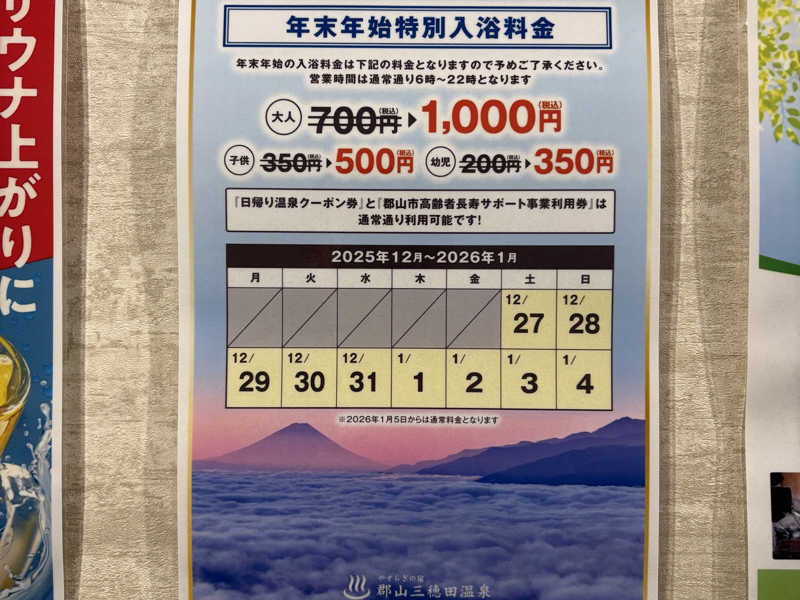 サウナ上がりに
年末年始特別入浴料金
年末年始の入浴料金は下記の料金となりますので予めご了承ください。
営業時間は通常通り6時～22時となります
大人 700円(税込) ▶ 1,000円(税込)
子供 350円(税込) ▶ 500円(税込) 幼児 200円(税込) ▶ 350円(税込)
『日帰り温泉クーポン券』と『郡山市高齢者長寿サポート事業利用券』は
通常通り利用可能です!
2025年12月～2026年1月
月 火 水 木 金 土 日
12/27 12/28
12/29 12/30 12/31 1/1 1/2 1/3 1/4
※2026年1月5日からは通常料金となります
やすらぎの宿
郡山三穂田温泉